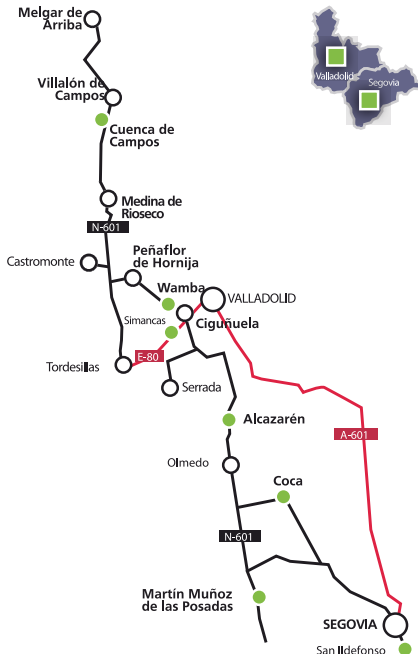 Melgar de
Arriba
Valladolid
Segovia
Villalón de
Campos
Cuenca de
Campos
Medina de
Rioseco
N-601
Castromonte
Peñaflor
de Hornija
Wamba
VALLADOLID
Simancas
Ciguñuela
E-80
Tordesillas
Serrada
Alcazarén
A-601
Olmedo
Coca
N-601
Martín Muñoz
de las Posadas
SEGOVIA
San Ildefonso